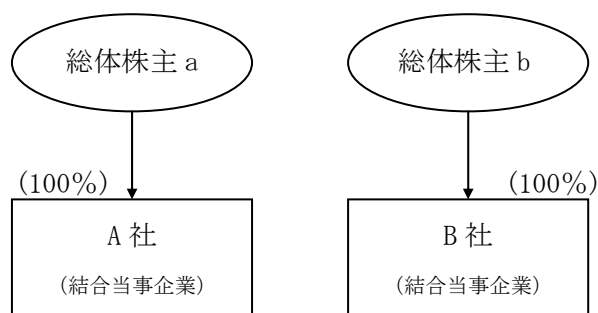 総体株主 a
総体株主 b
(100%)
(100%)
A 社
B 社
(結合当事企業)
(結合当事企業)